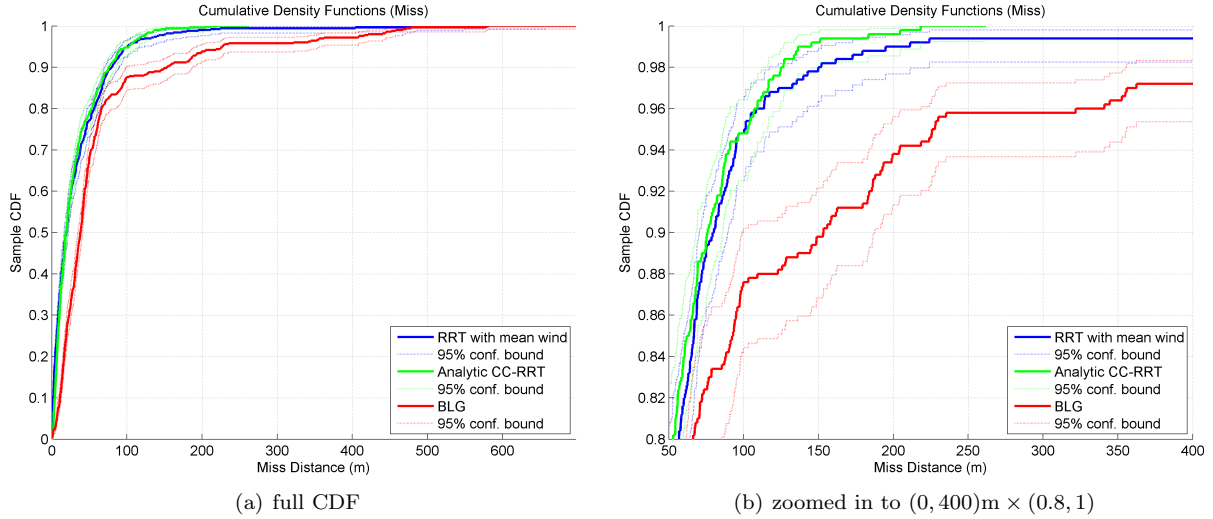 Cumulative Density Functions (Miss)
1
0.9
0.8
0.7
0.6
0.5
0.4
0.3
0.2
0.1
0
Sample CDF
0 100 200 300 400 500 600
Miss Distance (m)
RRT with mean wind
95% conf. bound
Analytic CC-RRT
95% conf. bound
BLG
95% conf. bound
(a) full CDF
Cumulative Density Functions (Miss)
1
0.98
0.96
0.94
0.92
0.9
0.88
0.86
0.84
0.82
0.8
Sample CDF
50 100 150 200 250 300 350 400
Miss Distance (m)
RRT with mean wind
95% conf. bound
Analytic CC-RRT
95% conf. bound
BLG
95% conf. bound
(b) zoomed in to (0, 400)m × (0.8, 1)